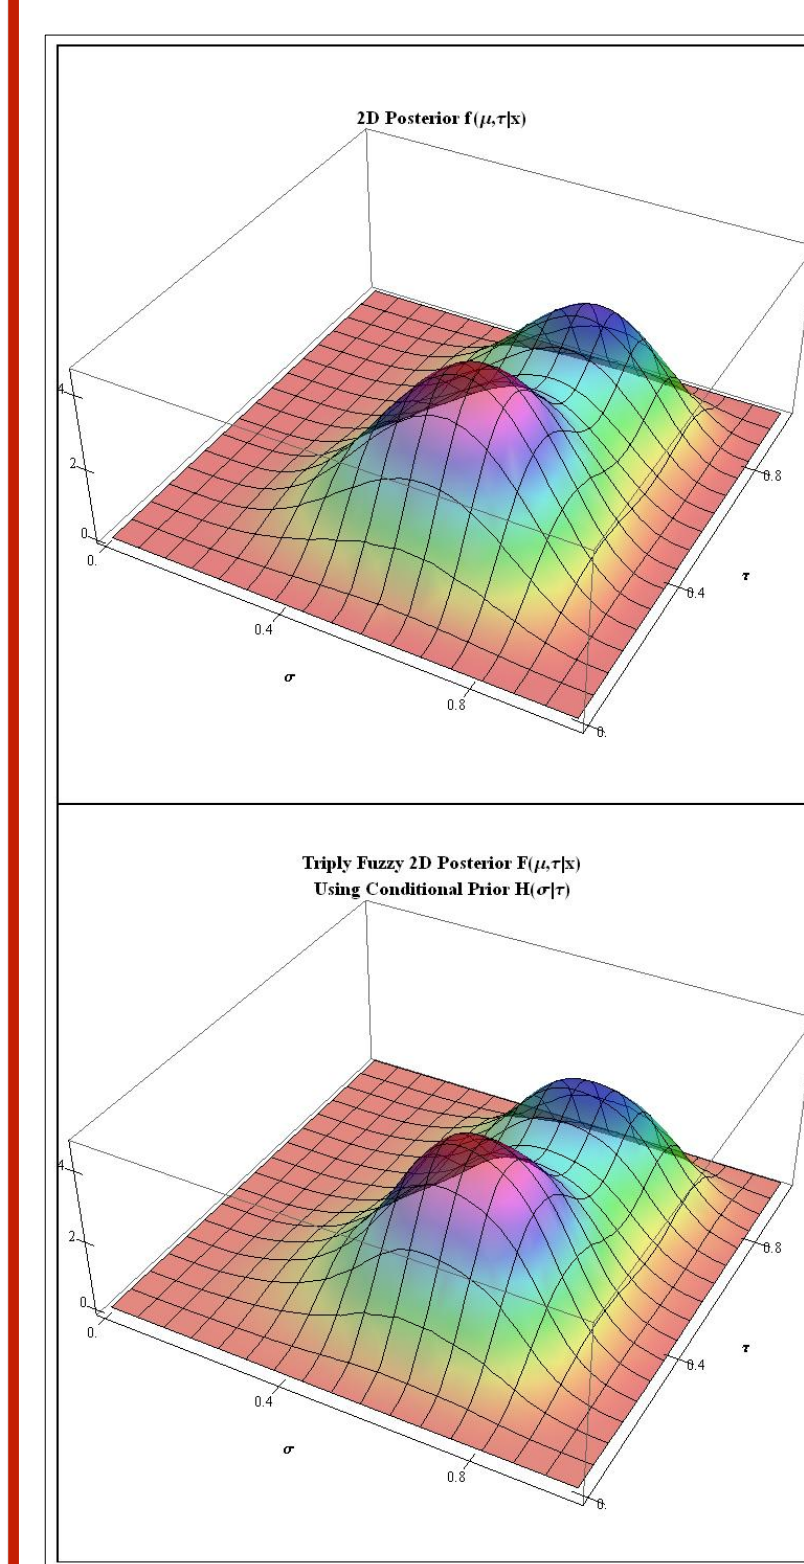 2D Posterior f(μ,τ|x)
4
2
0.
0.
0.4
σ
0.8
0.
0.4
τ
0.8
Triply Fuzzy 2D Posterior F(μ,τ|x)
Using Conditional Prior H(σ|τ)
4
2
0.
0.
0.4
σ
0.8
0.
0.4
τ
0.8